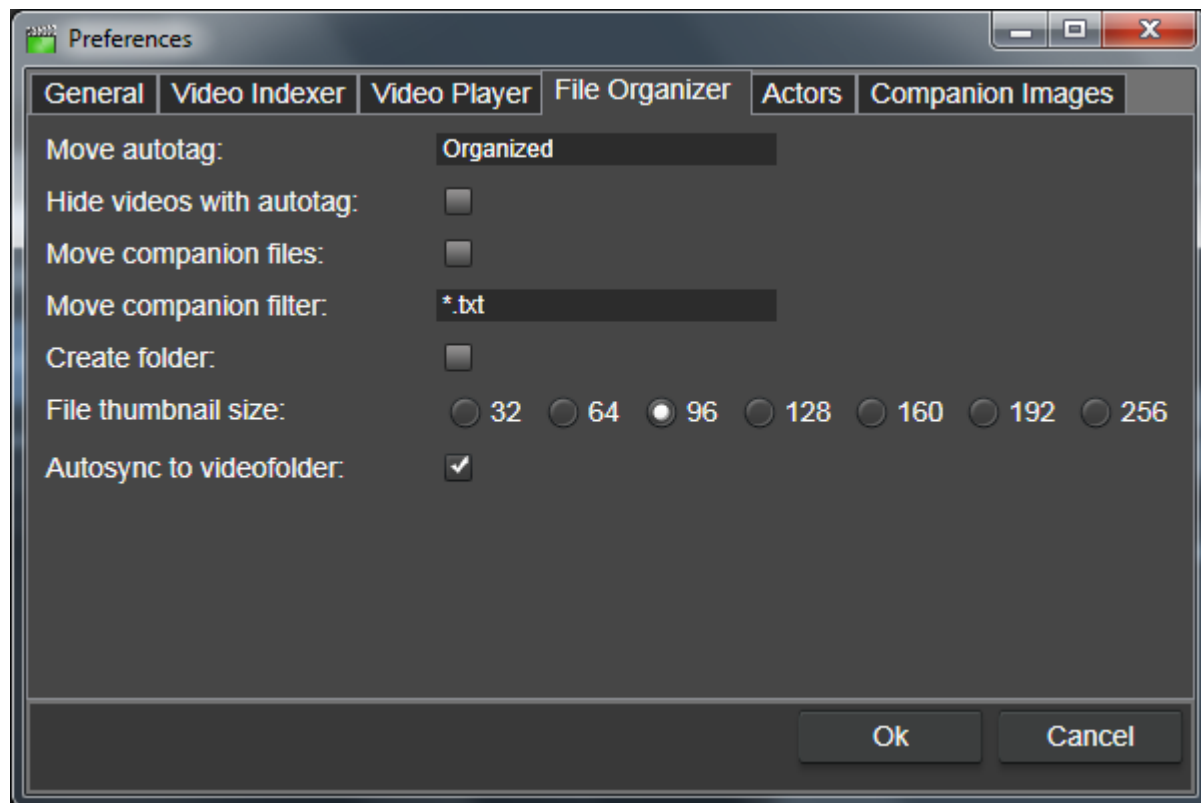 Preferences
General Video Indexer Video Player File Organizer Actors Companion Images
Move autotag: Organized
Hide videos with autotag:
Move companion files:
Move companion filter: *.txt
Create folder:
File thumbnail size: 32 64 96 128 160 192 256
Autosync to videofolder:
Ok Cancel